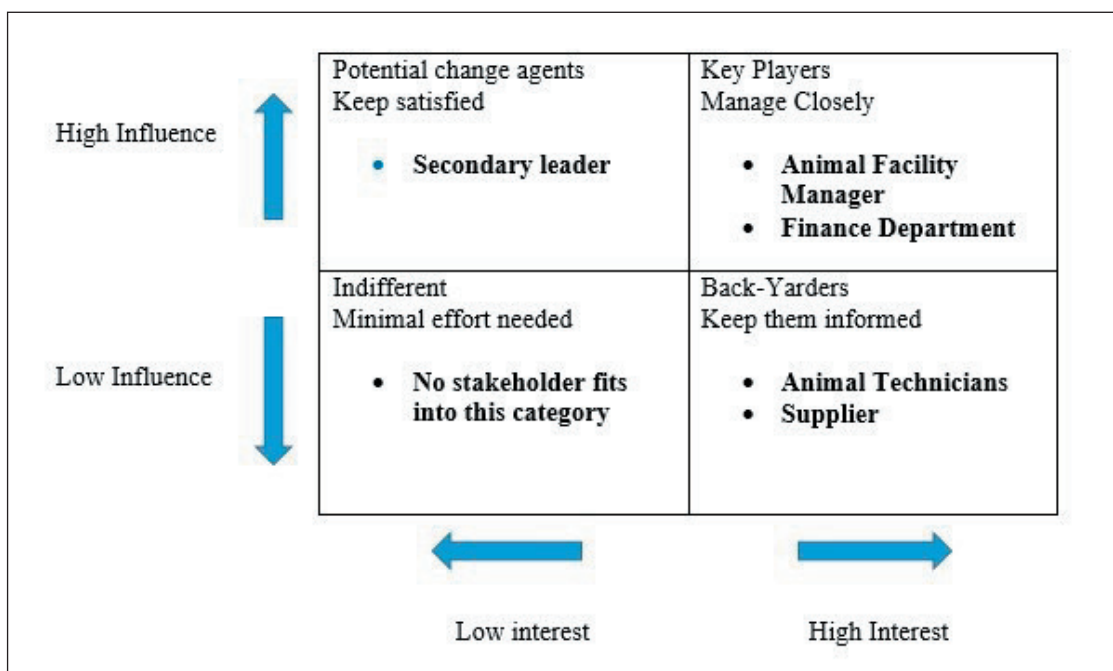 High Influence
Potential change agents
Keep satisfied
• Secondary leader
Key Players
Manage Closely
• Animal Facility
Manager
• Finance Department
Low Influence
Indifferent
Minimal effort needed
• No stakeholder fits
into this category
Back-Yarders
Keep them informed
• Animal Technicians
• Supplier
Low interest
High Interest